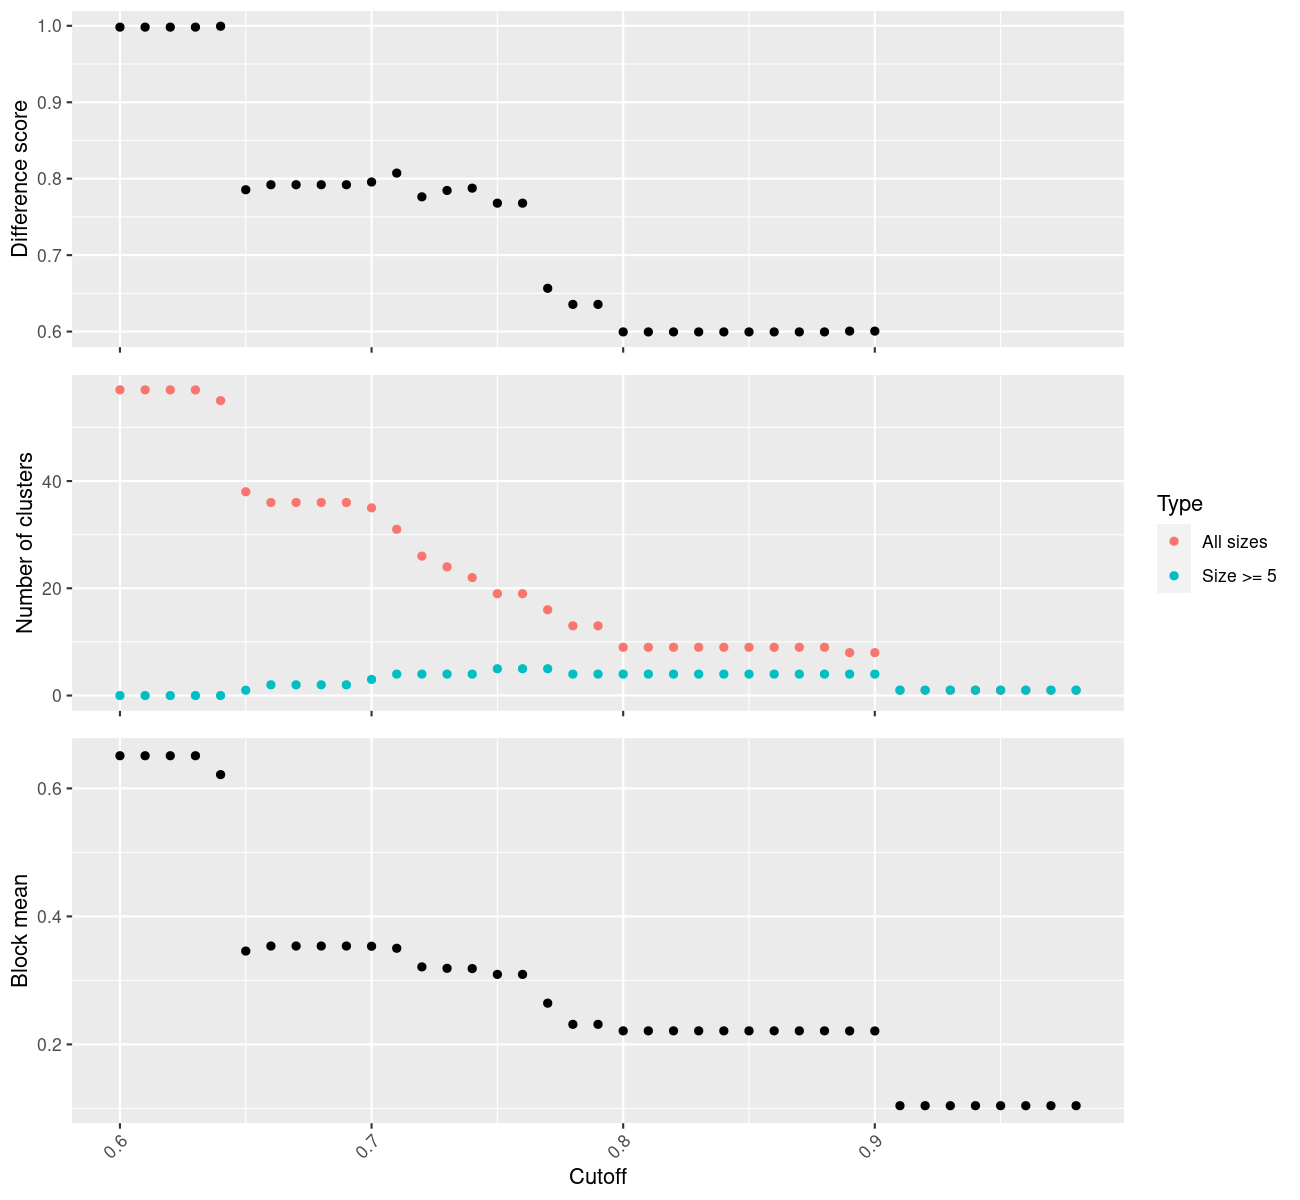 Difference score
1.0
0.9
0.8
0.7
0.6
Number of clusters
40
20
0
Type
All sizes
Size >= 5
Block mean
0.6
0.4
0.2
0.6
0.7
0.8
0.9
Cutoff